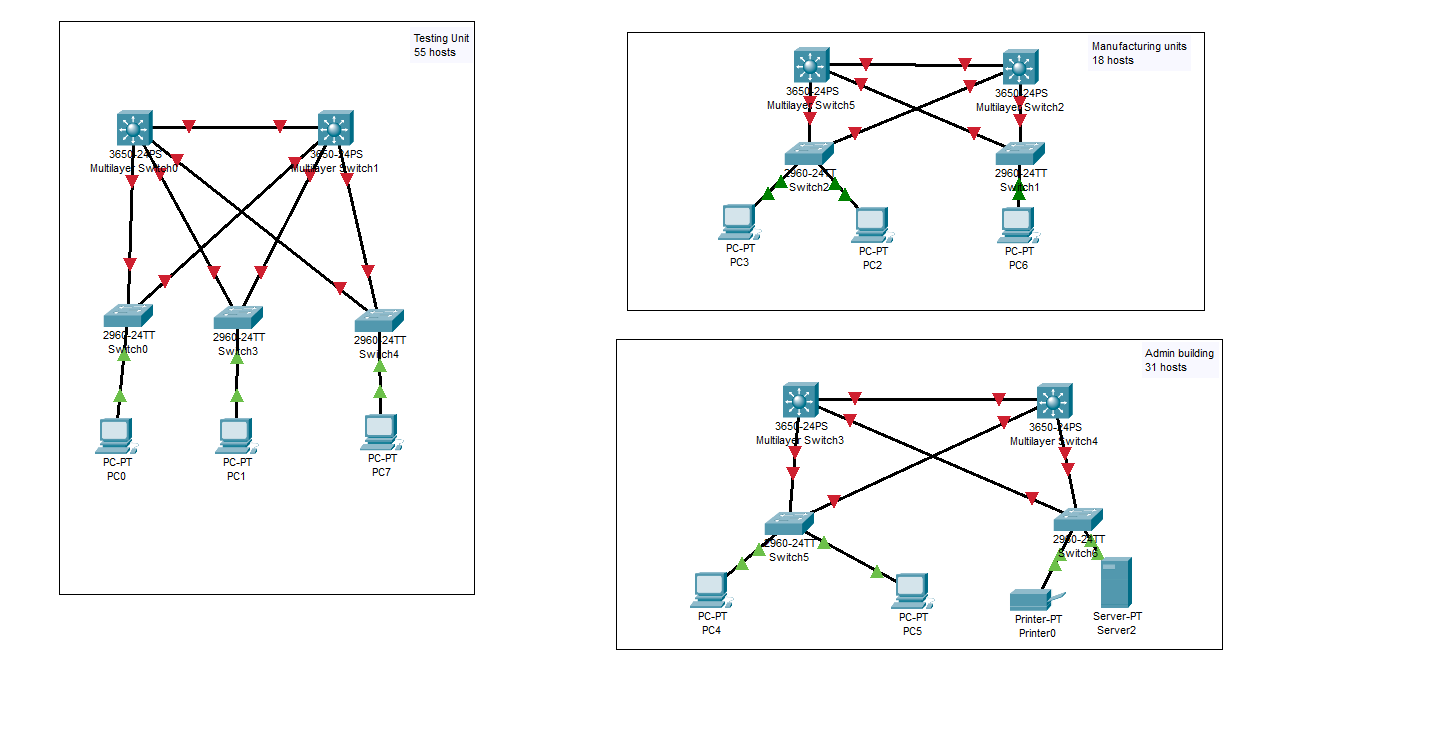 Testing Unit
55 hosts
3650-24PS
Multilayer Switch0
3650-24PS
Multilayer Switch1
2960-24TT
Switch0
2960-24TT
Switch3
2960-24TT
Switch4
PC-PT
PC0
PC-PT
PC1
PC-PT
PC7
Manufacturing units
18 hosts
3650-24PS
Multilayer Switch5
3650-24PS
Multilayer Switch2
2960-24TT
Switch2
2960-24TT
Switch1
PC-PT
PC3
PC-PT
PC2
PC-PT
PC6
Admin building
31 hosts
3650-24PS
Multilayer Switch3
3650-24PS
Multilayer Switch4
2960-24TT
Switch5
2960-24TT
Switch6
PC-PT
PC4
PC-PT
PC5
Printer-PT
Printer0
Server-PT
Server2